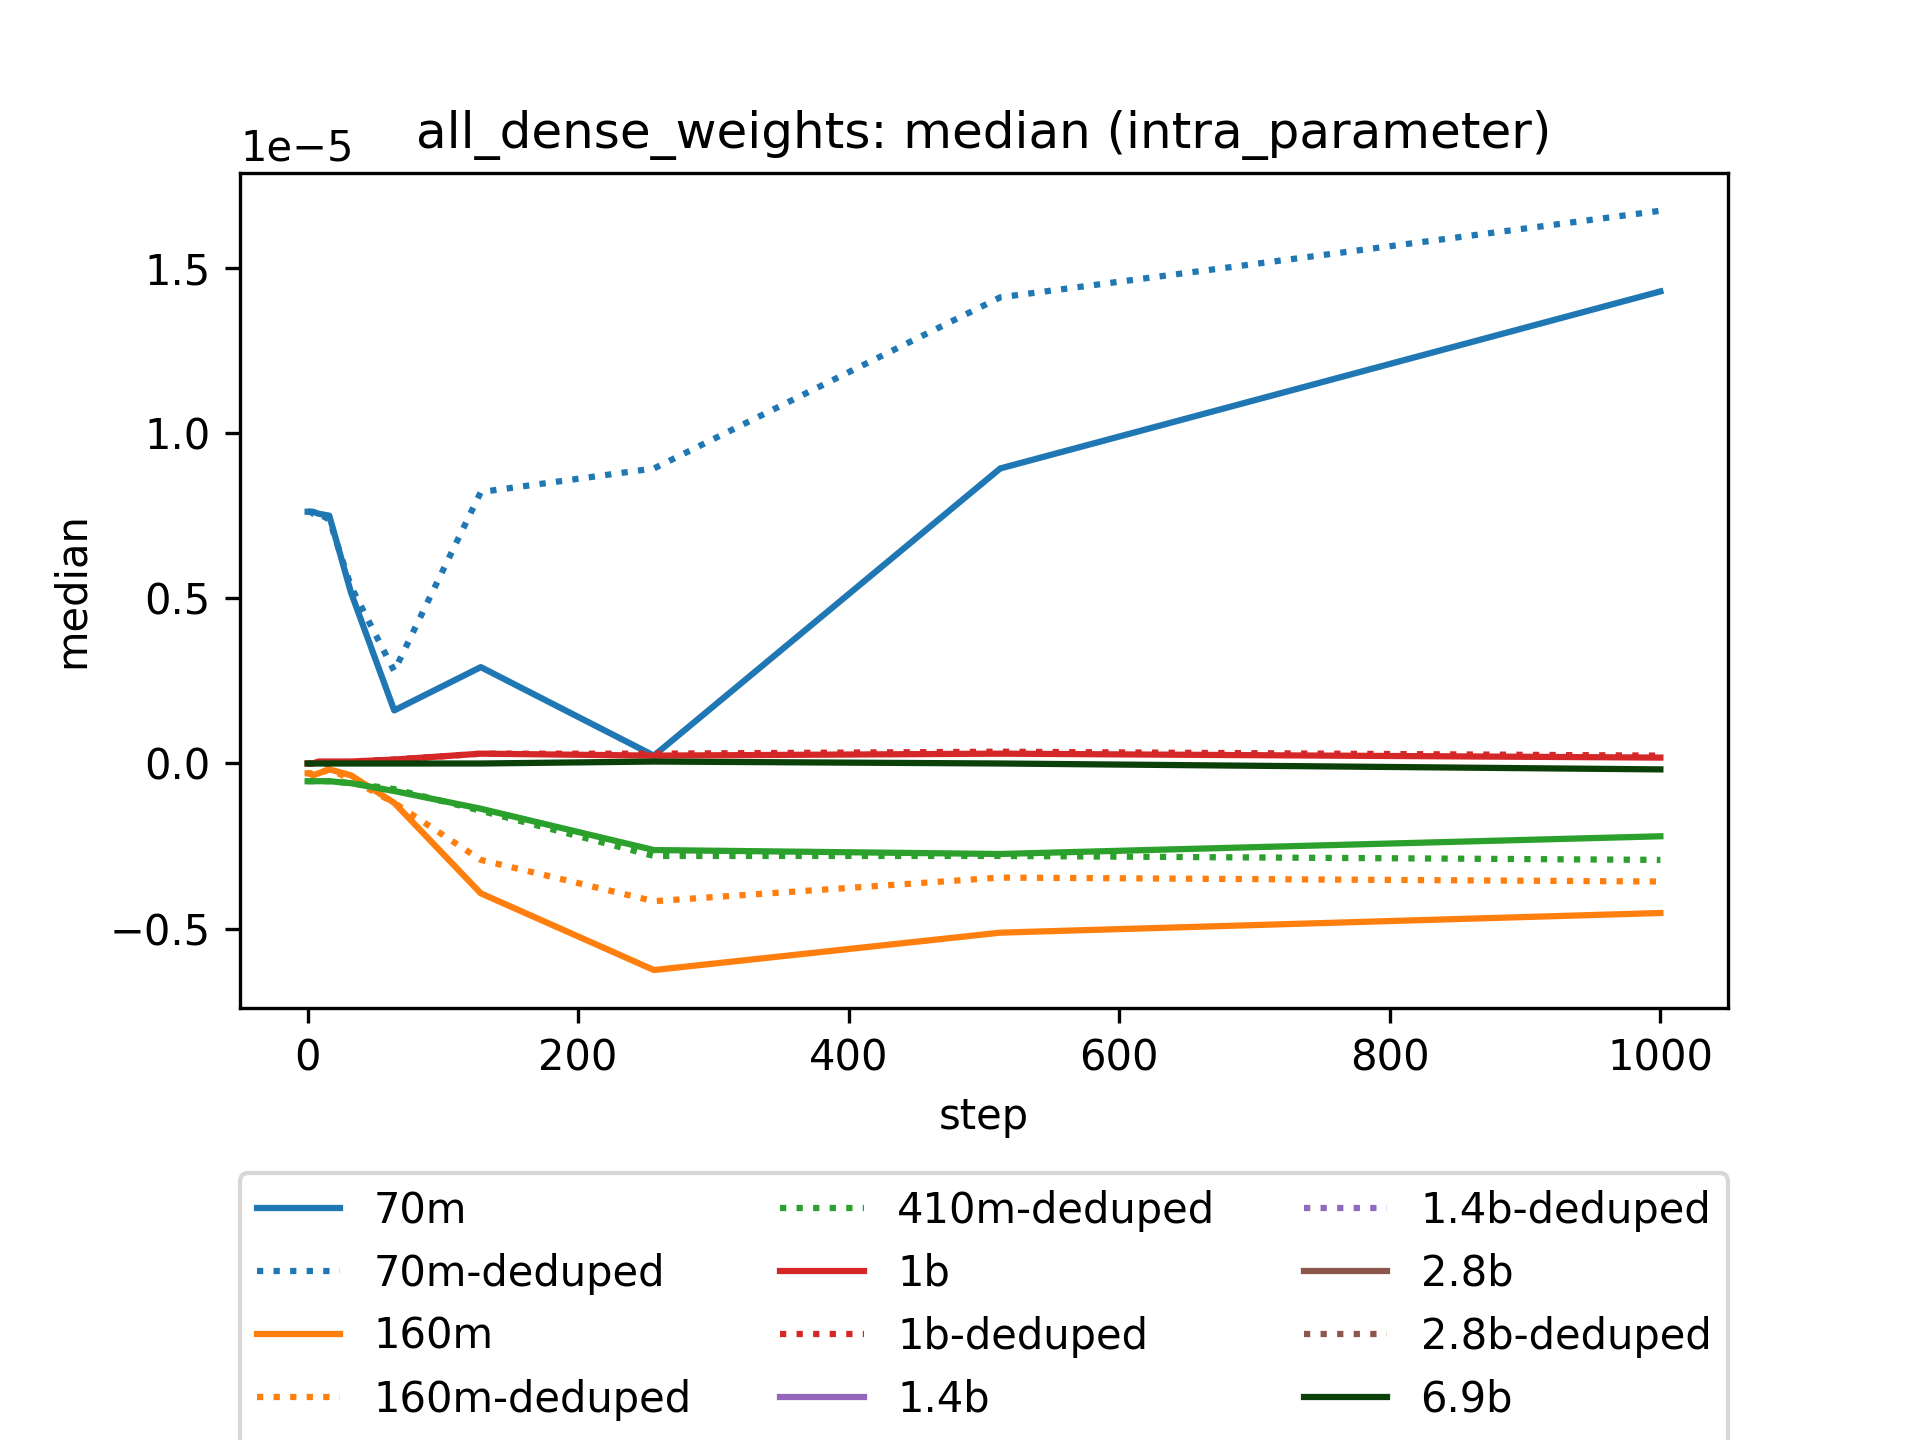 all_dense_weights: median (intra_parameter)
1e−5
1.5
1.0
0.5
0.0
−0.5
median
0 200 400 600 800 1000
step
70m 410m-deduped 1.4b-deduped
70m-deduped 1b 2.8b
160m 1b-deduped 2.8b-deduped
160m-deduped 1.4b 6.9b